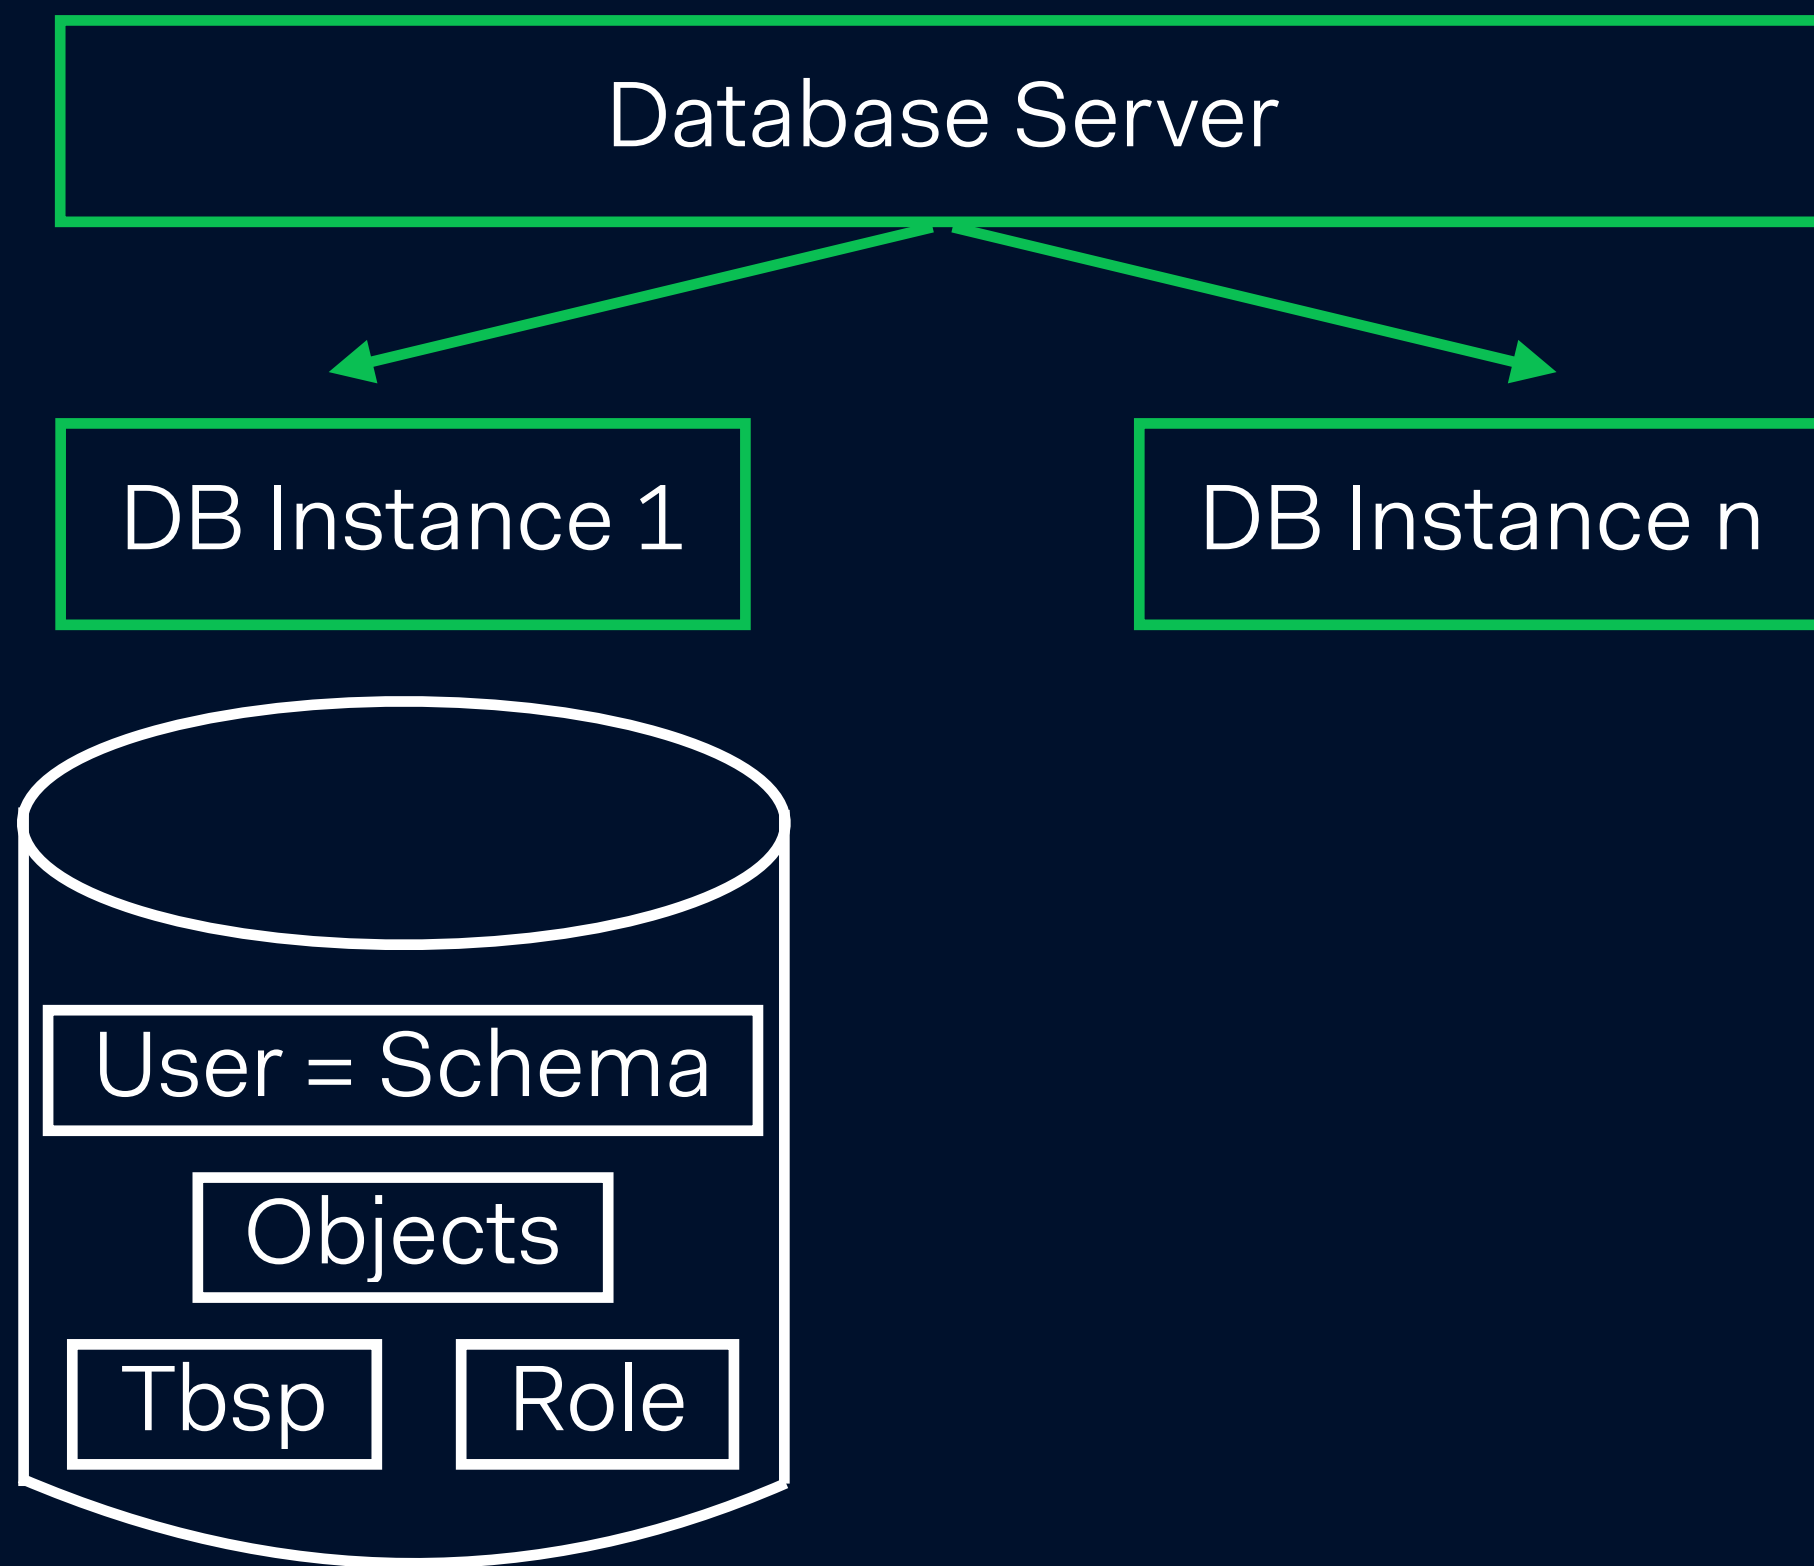 Database Server
DB Instance 1
DB Instance n
User = Schema
Objects
Tbsp
Role